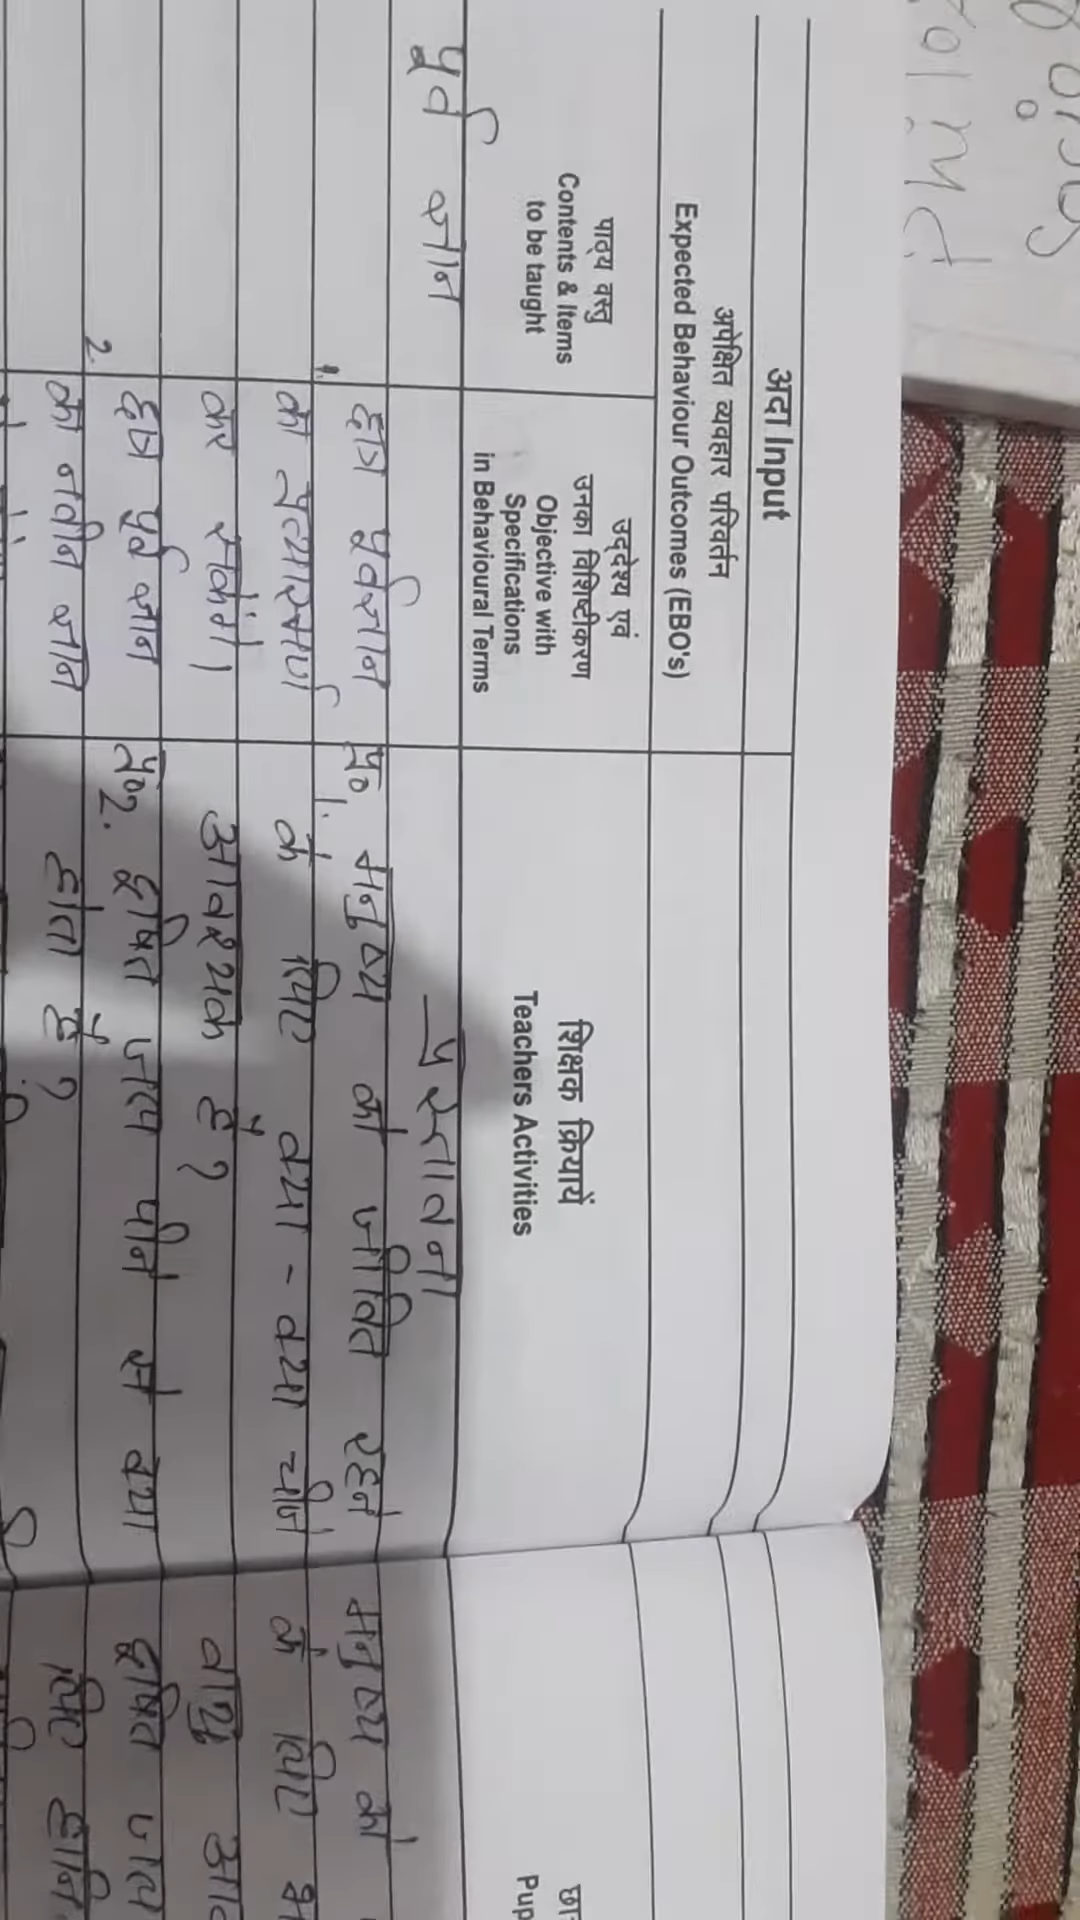 अदा Input
अपेक्षित व्यवहार परिवर्तन
Expected Behaviour Outcomes (EBO's)
पाठ्य वस्तु
Contents & Items
to be taught
उद्देश्य एवं
उनका विशिष्टीकरण
Objective with
Specifications
in Behavioural Terms
शिक्षक क्रियायें
Teachers Activities
छा
Pup
पूर्व ज्ञान
1. छात्र पूर्वज्ञान
का प्रत्यास्मरण
कर सकेंगे।
2. छात्र पूर्व ज्ञान
का नवीन ज्ञान
प्रस्तावना
प्र०1. मनुष्य को जीवित रहने
के लिए क्या-क्या चीजें
आवश्यक हैं?
प्र०2. दूषित जल पीने से क्या
होता है?
मनुष्य को
के लिए
वायु आव
दूषित जल
लिए हानि